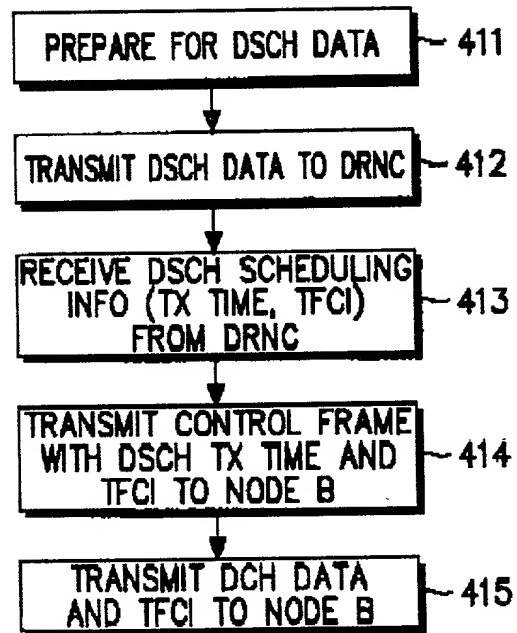 PREPARE FOR DSCH DATA
411
TRANSMIT DSCH DATA TO DRNC
412
RECEIVE DSCH SCHEDULING
INFO (TX TIME, TFCI)
FROM DRNC
413
TRANSMIT CONTROL FRAME
WITH DSCH TX TIME AND
TFCI TO NODE B
414
TRANSMIT DCH DATA
AND TFCI TO NODE B
415